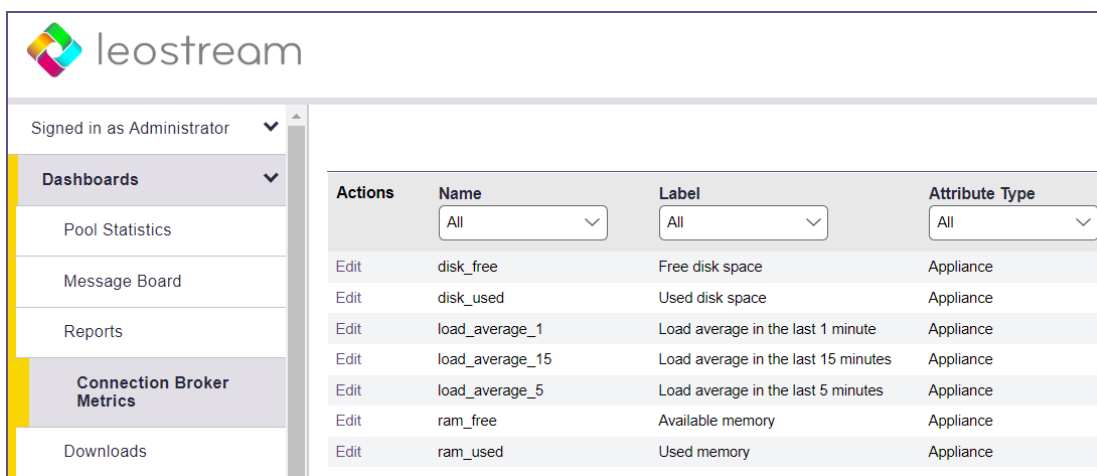 leostream
Signed in as Administrator
Dashboards
Pool Statistics
Message Board
Reports
Connection Broker
Metrics
Downloads
Actions Name Label Attribute Type
All All All
Edit disk_free Free disk space Appliance
Edit disk_used Used disk space Appliance
Edit load_average_1 Load average in the last 1 minute Appliance
Edit load_average_15 Load average in the last 15 minutes Appliance
Edit load_average_5 Load average in the last 5 minutes Appliance
Edit ram_free Available memory Appliance
Edit ram_used Used memory Appliance